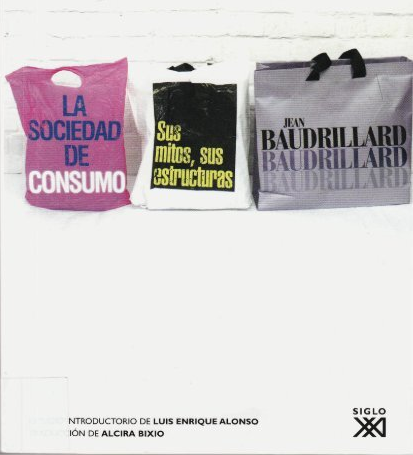 LA
SOCIEDAD
DE
CONSUMO
Sus
mitos, sus
estructuras
JEAN
BAUDRILLARD
BAUDRILLARD
BAUDRILLARD
INTRODUCTORIO DE LUIS ENRIQUE ALONSO
DE ALCIRA BIXIO
SIGLO
XXI